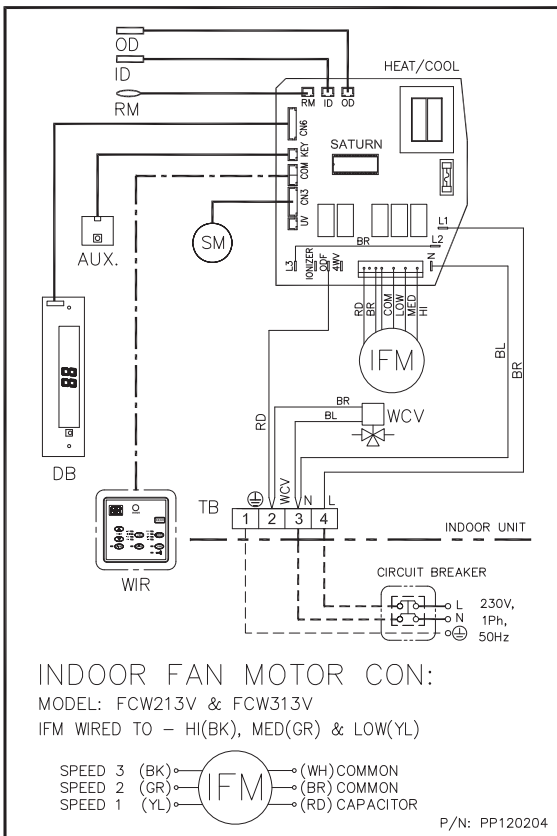 OD
ID
RM
HEAT/COOL
RM ID OD
CN6
KEY
COM
CN3
UV
SATURN
L1
L2
BR
L3
IONIZER
ODF
4WV
N
AUX.
SM
RD
BR
COM
LOW
MED
HI
IFM
BL
BR
88
DB
RD
BR
BL
WCV
WCV
TB
N
L
1 2 3 4
INDOOR UNIT
WIR
CIRCUIT BREAKER
L
N
230V,
1Ph,
50Hz
INDOOR FAN MOTOR CON:
MODEL: FCW213V & FCW313V
IFM WIRED TO – HI(BK), MED(GR) & LOW(YL)
SPEED 3 (BK)
SPEED 2 (GR)
SPEED 1 (YL)
IFM
(WH) COMMON
(BR) COMMON
(RD) CAPACITOR
P/N: PP120204